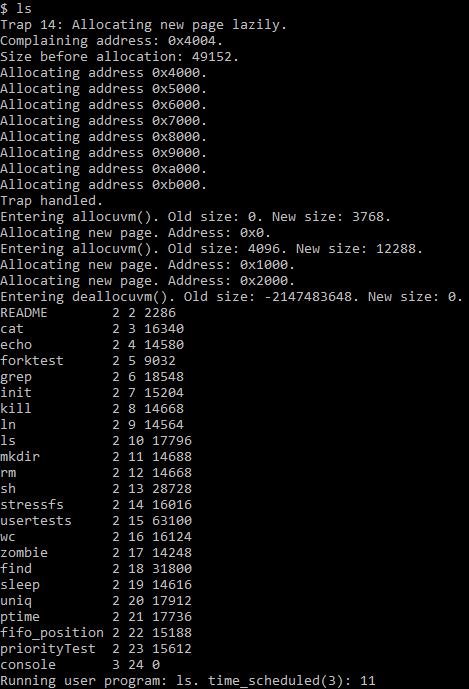 $ ls
Trap 14: Allocating new page lazily.
Complaining address: 0x4004.
Size before allocation: 49152.
Allocating address 0x4000.
Allocating address 0x5000.
Allocating address 0x6000.
Allocating address 0x7000.
Allocating address 0x8000.
Allocating address 0x9000.
Allocating address 0xa000.
Allocating address 0xb000.
Trap handled.
Entering allocuvm(). Old size: 0. New size: 3768.
Allocating new page. Address: 0x0.
Entering allocuvm(). Old size: 4096. New size: 12288.
Allocating new page. Address: 0x1000.
Allocating new page. Address: 0x2000.
Entering deallocuvm(). Old size: -2147483648. New size: 0.
README 2 2 2286
cat 2 3 16340
echo 2 4 14580
forktest 2 5 9032
grep 2 6 18548
init 2 7 15204
kill 2 8 14668
ln 2 9 14564
ls 2 10 17796
mkdir 2 11 14688
rm 2 12 14668
sh 2 13 28728
stressfs 2 14 16016
usertests 2 15 63100
wc 2 16 16124
zombie 2 17 14248
find 2 18 31800
sleep 2 19 14616
uniq 2 20 17912
ptime 2 21 17736
fifo_position 2 22 15188
priorityTest 2 23 15612
console 3 24 0
Running user program: ls. time_scheduled(3): 11